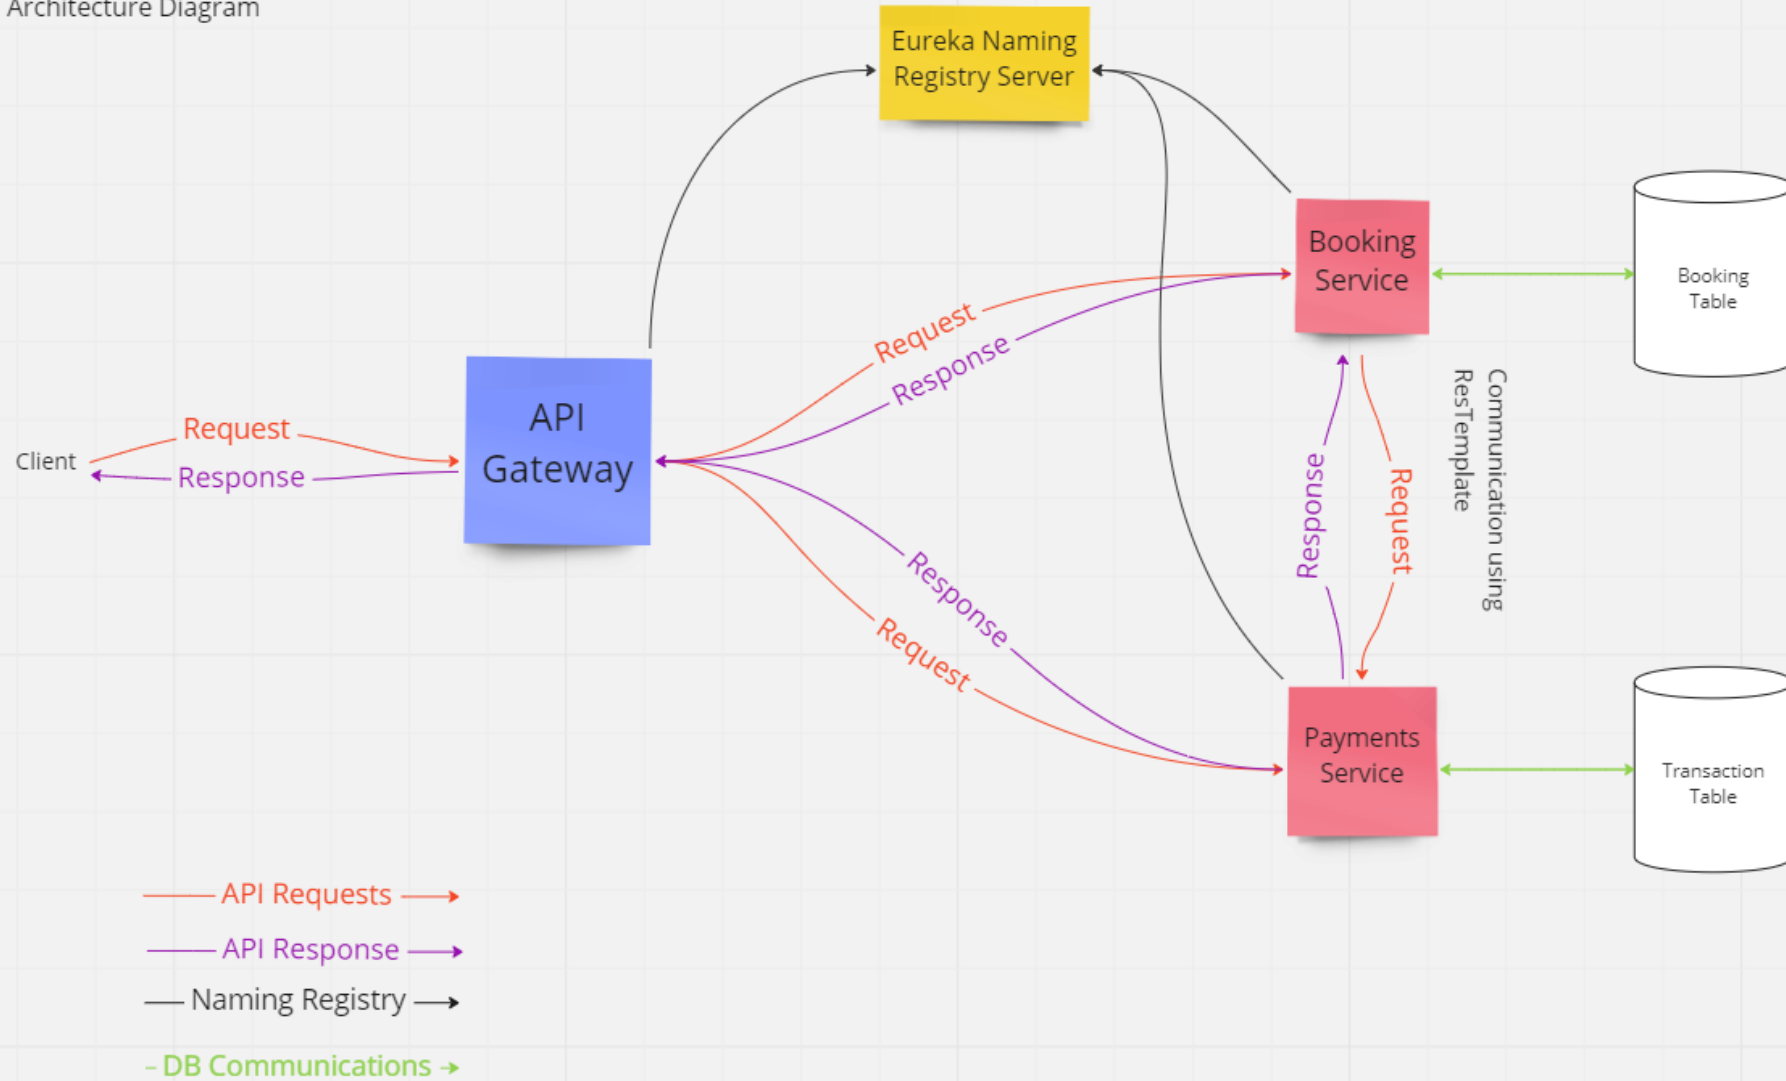 Architecture Diagram
Eureka Naming
Registry Server
Booking
Service
Booking
Table
Request
Response
API
Gateway
Client
Request
Response
Response
Request
Communication using
ResTemplate
Response
Request
Payments
Service
Transaction
Table
API Requests
API Response
Naming Registry
DB Communications